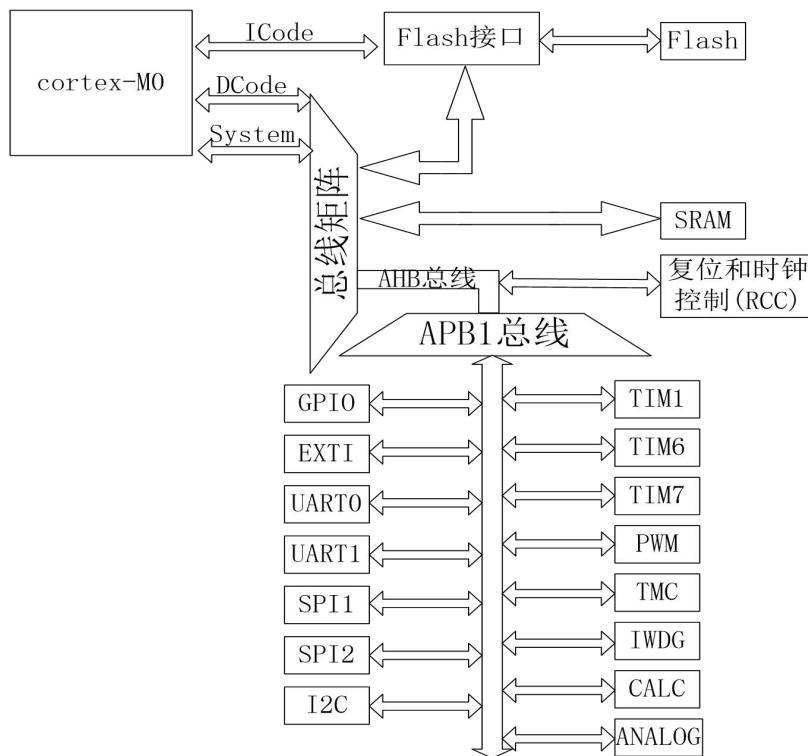 ICode
Flash接口
Flash
cortex-M0
DCode
System
总线矩阵
SRAM
AHB总线
复位和时钟
控制(RCC)
APB1总线
GPIO
TIM1
EXTI
TIM6
UART0
TIM7
UART1
PWM
SPI1
TMC
SPI2
IWDG
I2C
CALC
ANALOG